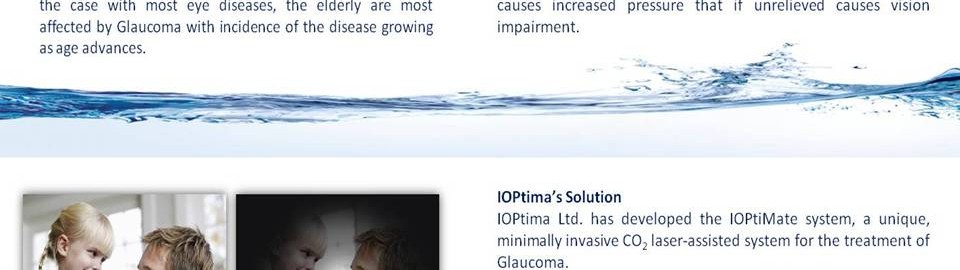 the case with most eye diseases, the elderly are most
affected by Glaucoma with incidence of the disease growing
as age advances.
causes increased pressure that if unrelieved causes vision
impairment.
IOPtima's Solution
IOPtima Ltd. has developed the IOPtiMate system, a unique,
minimally invasive CO₂ laser-assisted system for the treatment of
Glaucoma.